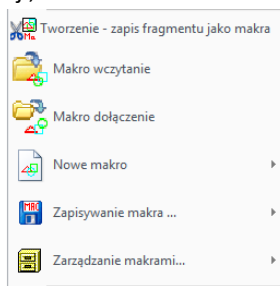 Tworzenie - zapis fragmentu jako makra
Makro wczytanie
Makro dołączenie
Nowe makro
Zapisywanie makra ...
Zarządzanie makrami...